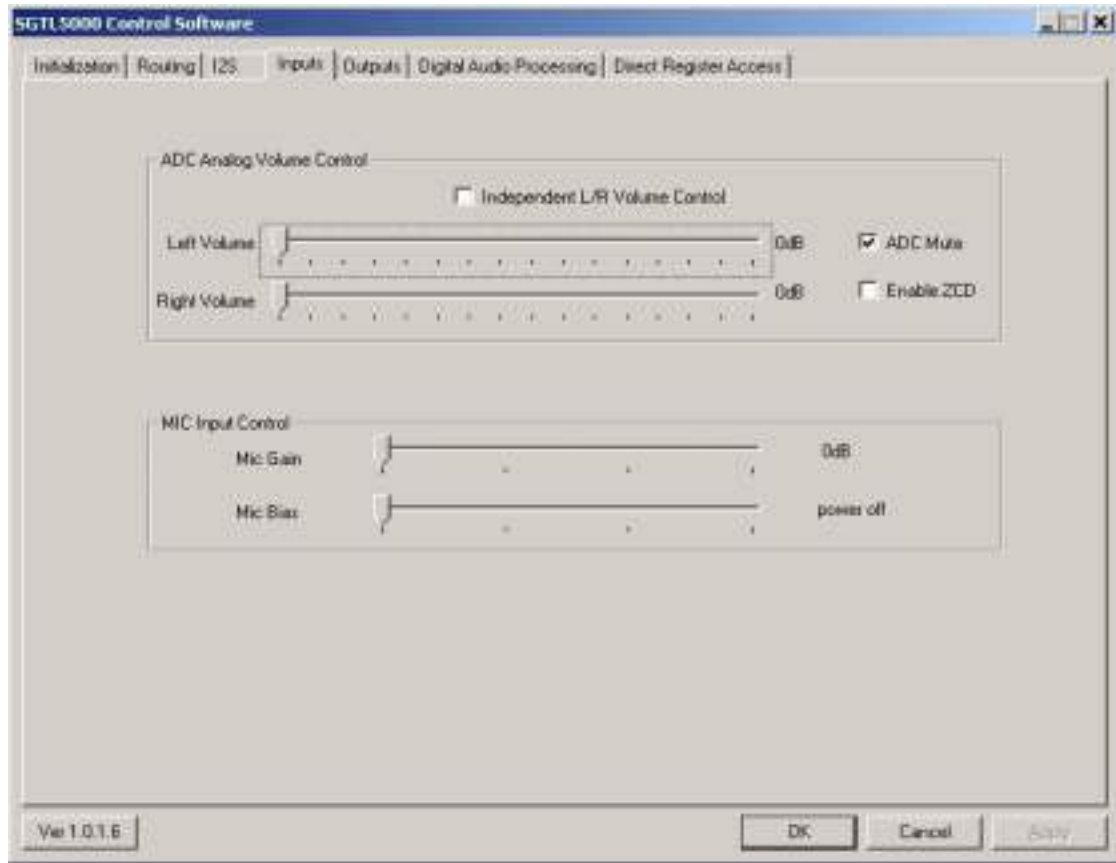 SGTL5000 Control Software
Initialization Routing I2S Inputs Outputs Digital Audio Processing Direct Register Access
ADC Analog Volume Control
Independent L/R Volume Control
Left Volume 0dB ADC Mute
Right Volume 0dB Enable ZCD
MIC Input Control
Mic Gain 0dB
Mic Bias power off
Ver 1.0.1.6 OK Cancel Apply